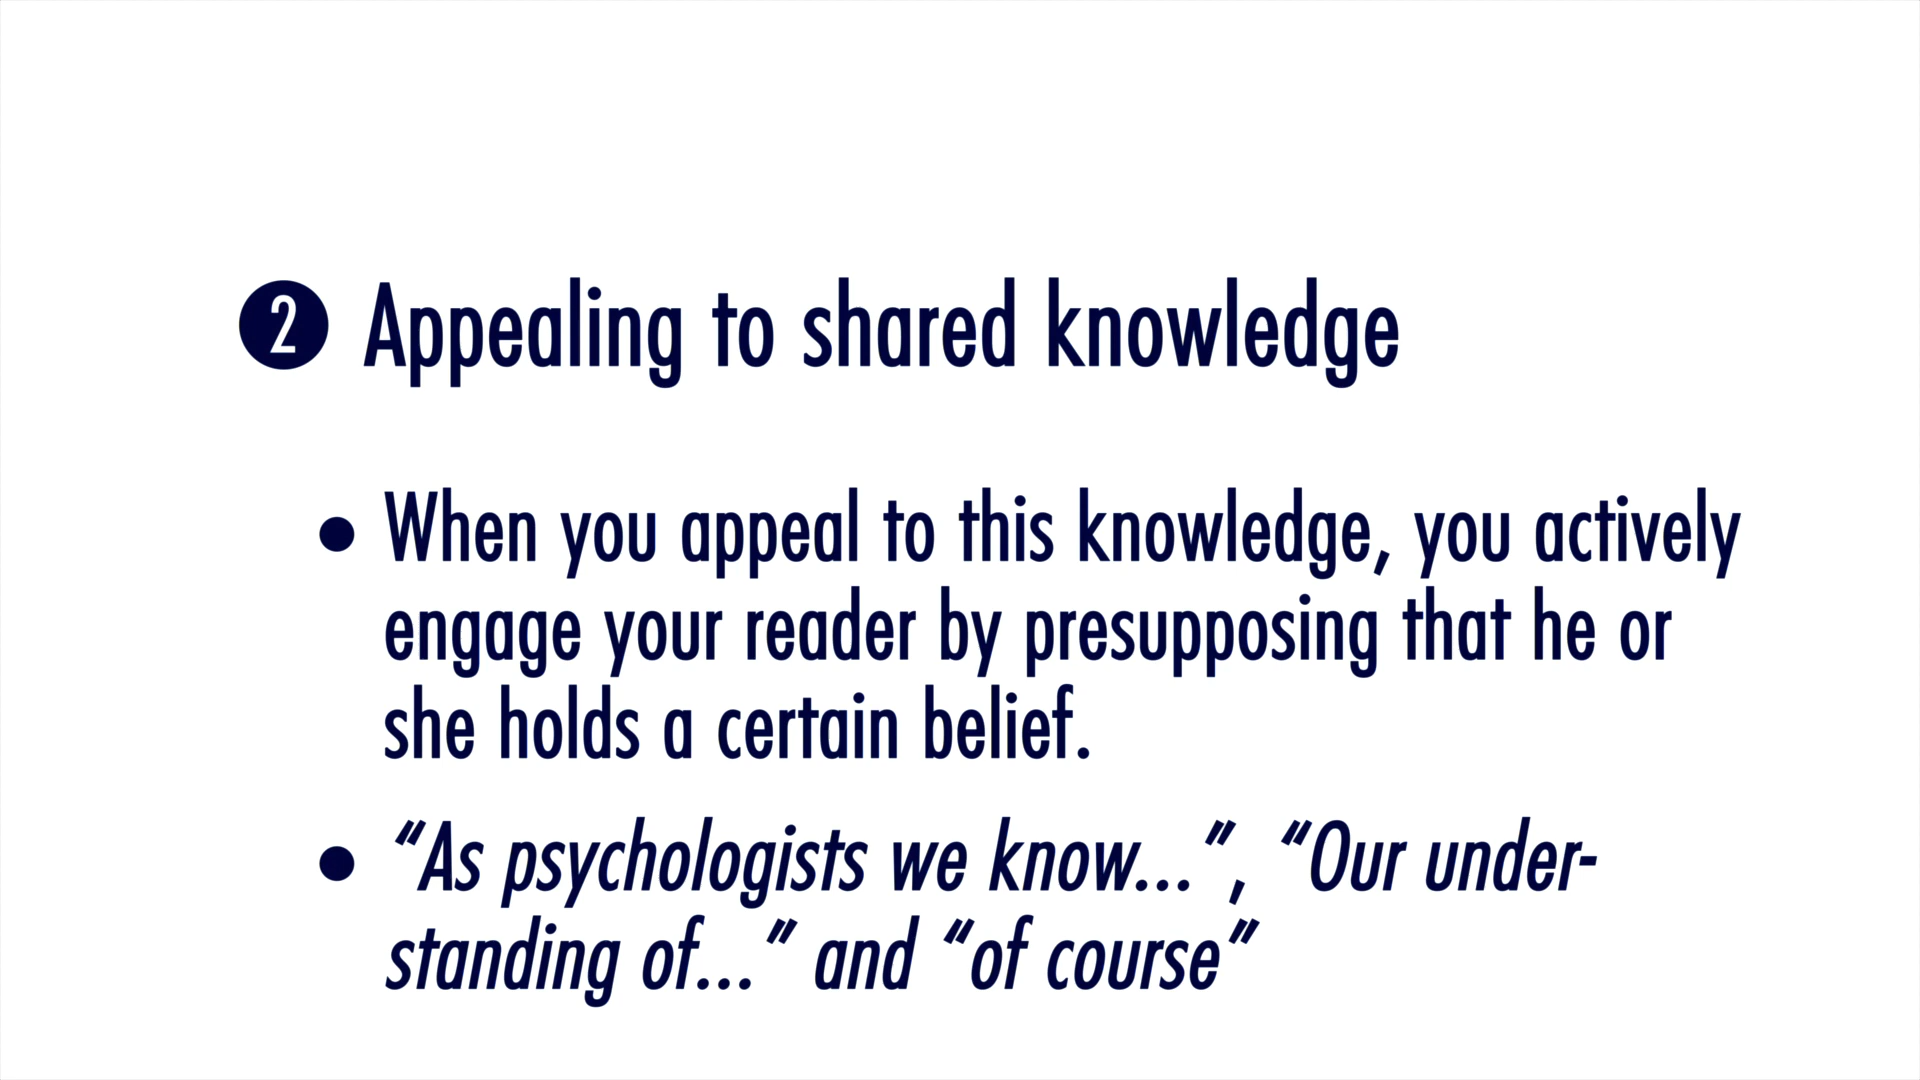 2 Appealing to shared knowledge
• When you appeal to this knowledge, you actively
engage your reader by presupposing that he or
she holds a certain belief.
• “As psychologists we know...”, “Our under-
standing of...” and “of course”